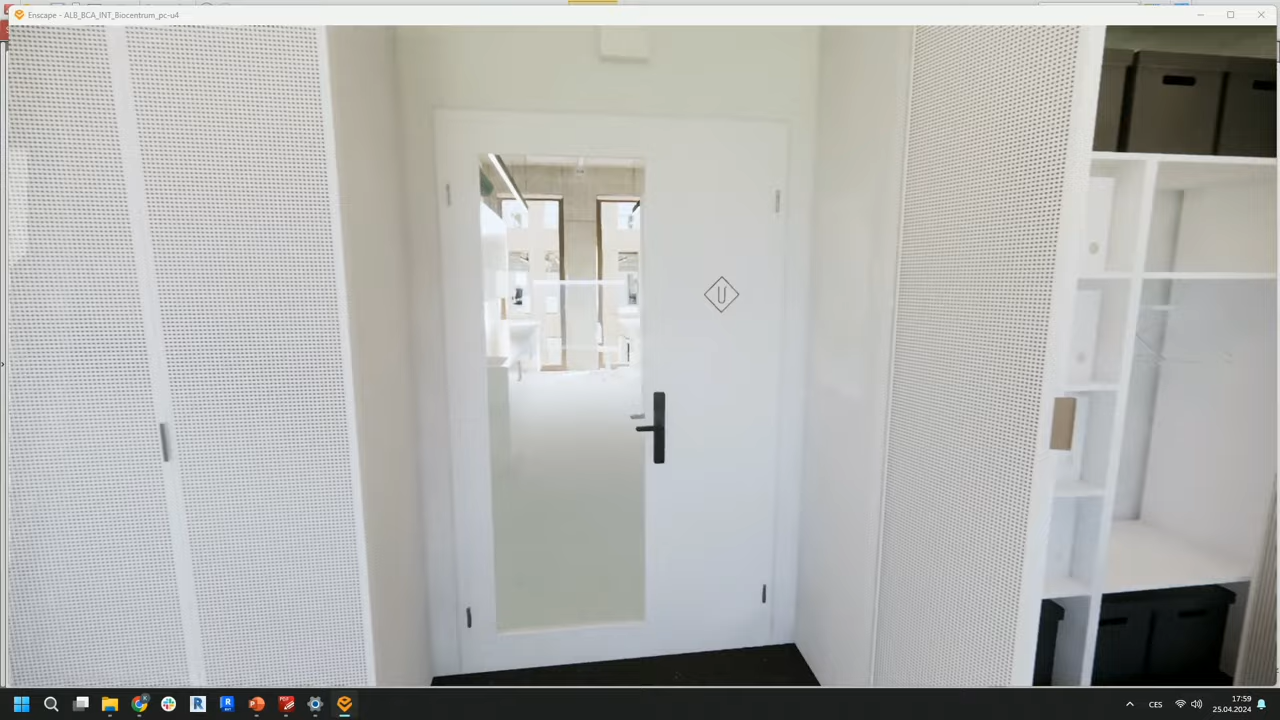 Enscape - ALB_BCA_INT_Biocentrum_pc-u4
U
CES
17:59
25.04.2024